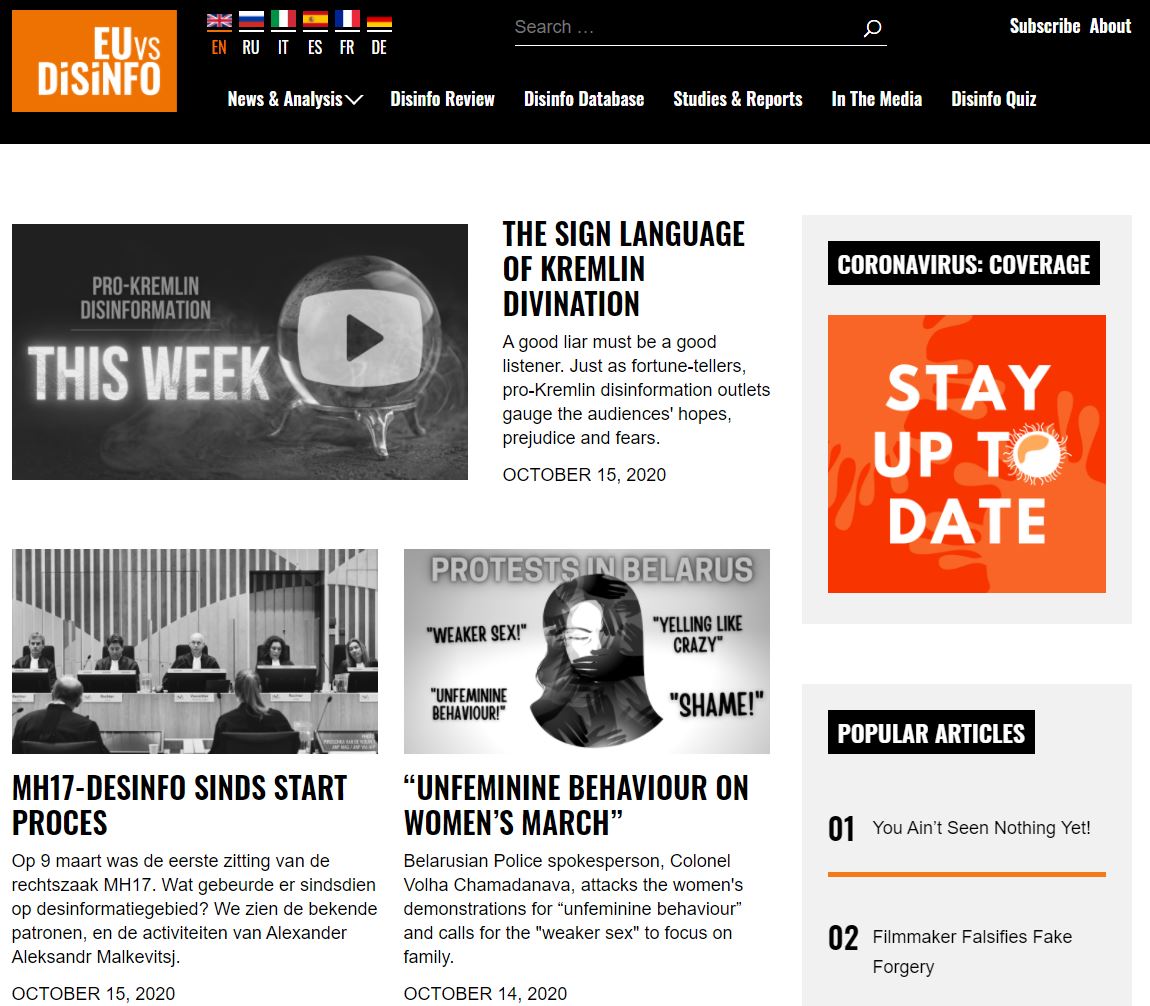 EUvs
DiSiNFO
EN RU IT ES FR DE
Search …
Subscribe About
News & Analysis Disinfo Review Disinfo Database Studies & Reports In The Media Disinfo Quiz
PRO-KREMLIN
DISINFORMATION
THIS WEEK
THE SIGN LANGUAGE
OF KREMLIN
DIVINATION
A good liar must be a good
listener. Just as fortune-tellers,
pro-Kremlin disinformation outlets
gauge the audiences' hopes,
prejudice and fears.
OCTOBER 15, 2020
CORONAVIRUS: COVERAGE
STAY
UP TO
DATE
MH17-DESINFO SINDS START
PROCES
Op 9 maart was de eerste zitting van de
rechtszaak MH17. Wat gebeurde er sindsdien
op desinformatiegebied? We zien de bekende
patronen, en de activiteiten van Alexander
Aleksandr Malkevitsj.
OCTOBER 15, 2020
PROTESTS IN BELARUS
"WEAKER SEX!"
"YELLING LIKE
CRAZY"
"UNFEMININE
BEHAVIOUR!"
"SHAME!"
“UNFEMININE BEHAVIOUR ON
WOMEN’S MARCH”
Belarusian Police spokesperson, Colonel
Volha Chamadanava, attacks the women's
demonstrations for “unfeminine behaviour”
and calls for the "weaker sex" to focus on
family.
OCTOBER 14, 2020
POPULAR ARTICLES
01 You Ain’t Seen Nothing Yet!
02 Filmmaker Falsifies Fake
Forgery